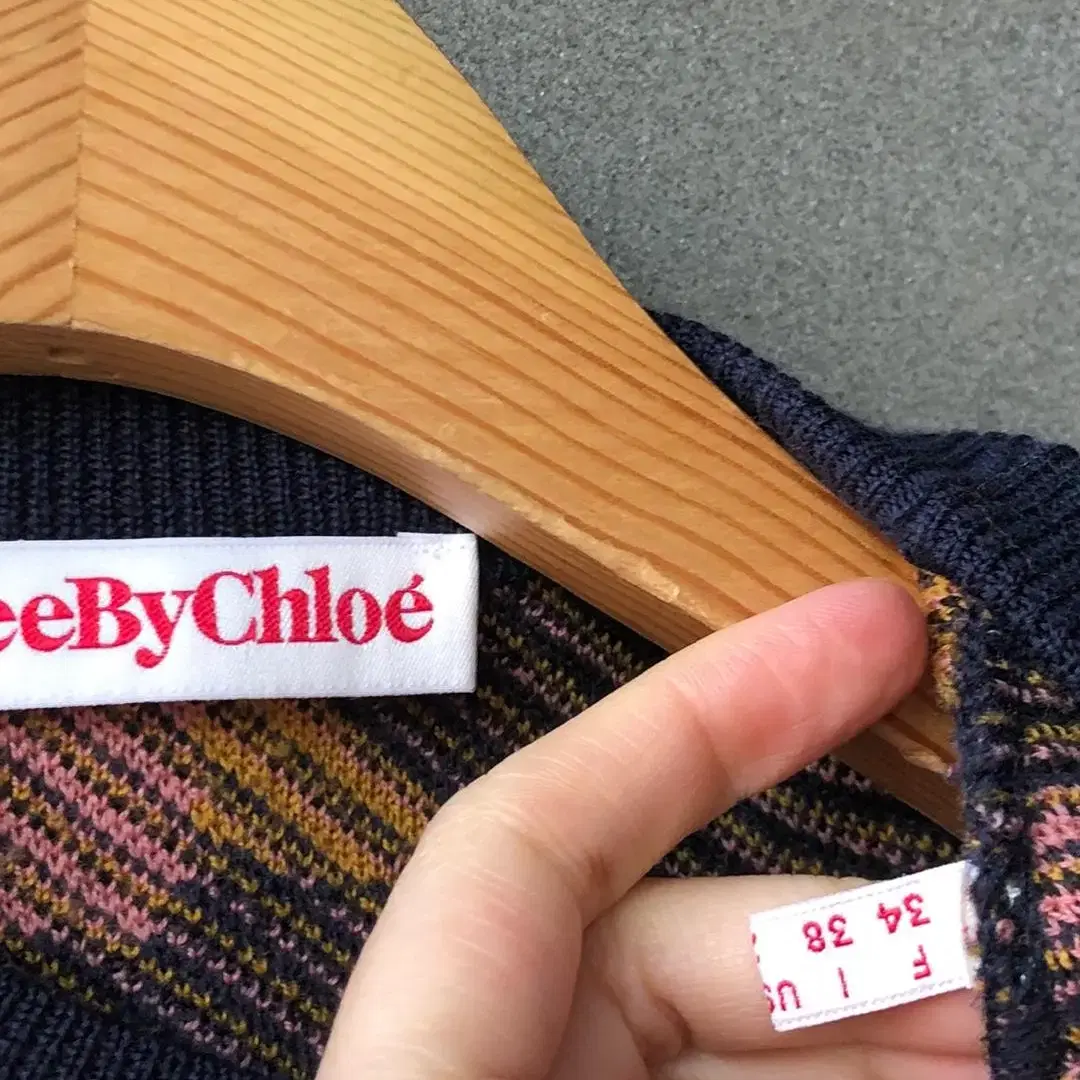 eeByChloé
F I US
34 38